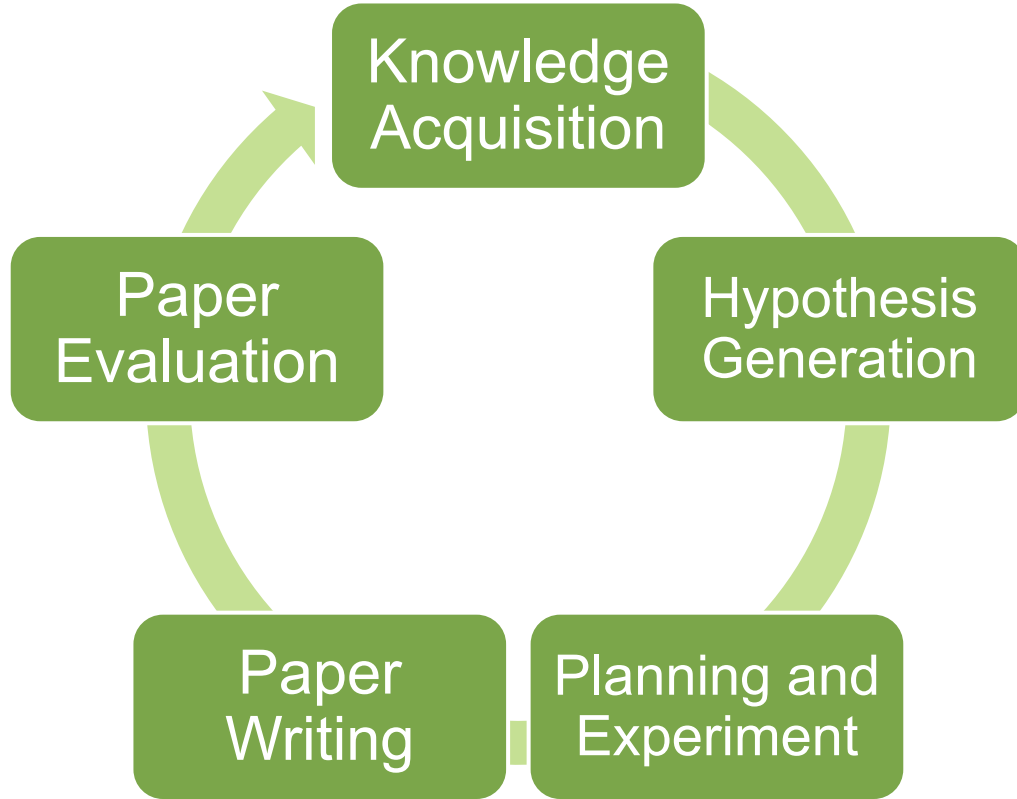 Knowledge
Acquisition
Hypothesis
Generation
Planning and
Experiment
Paper
Writing
Paper
Evaluation